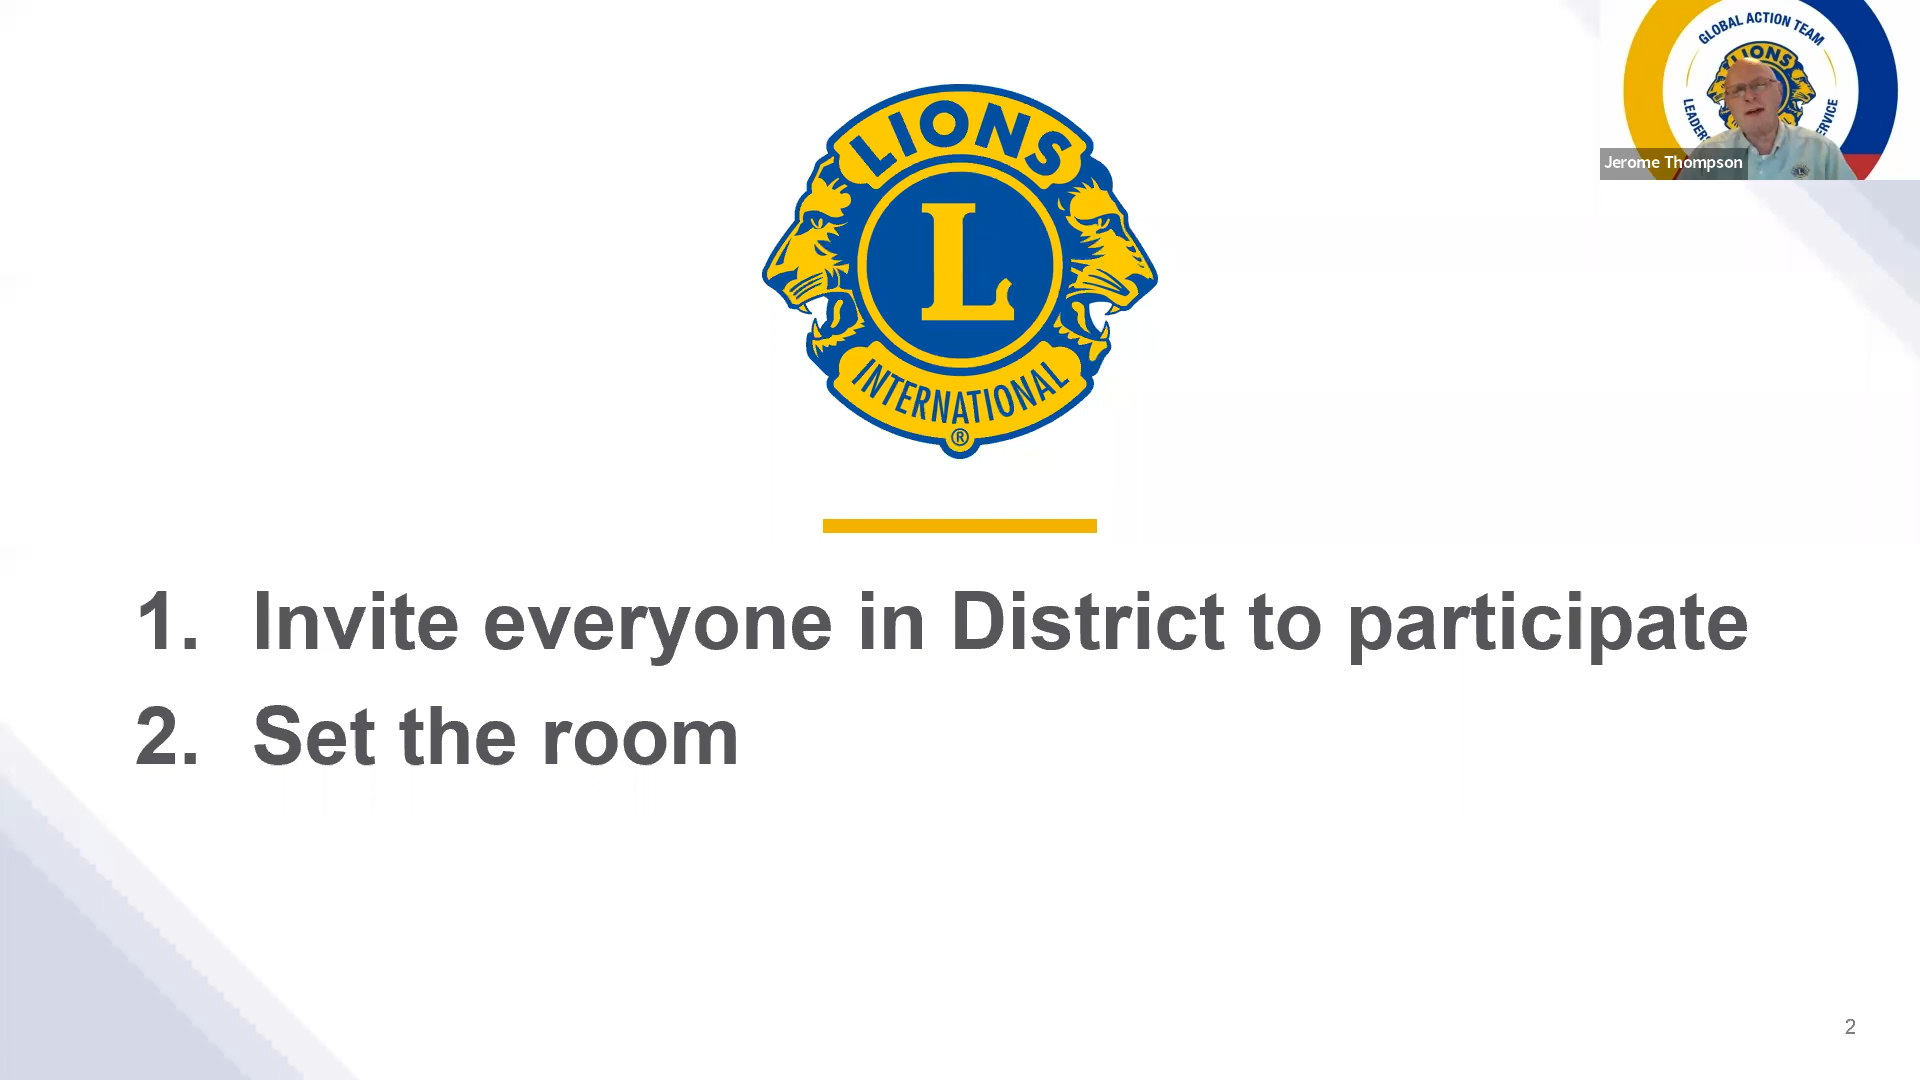 LIONS
L
INTERNATIONAL
®
1. Invite everyone in District to participate
2. Set the room
2
GLOBAL ACTION TEAM
LIONS
Jerome Thompson